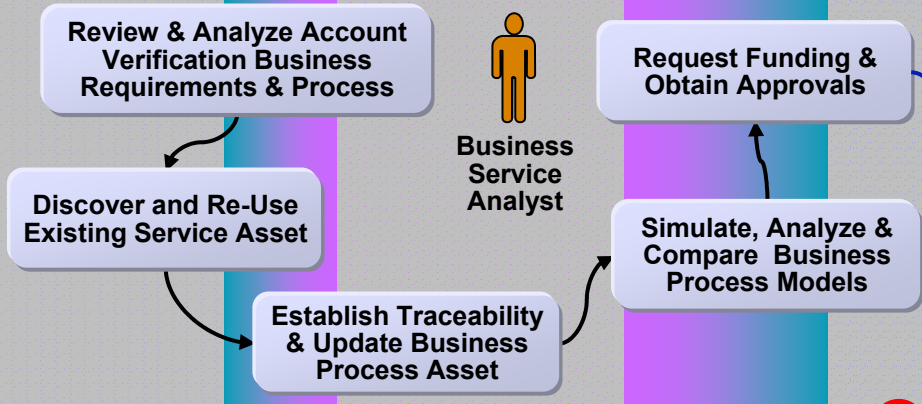 Review & Analyze Account
Verification Business
Requirements & Process
Business
Service
Analyst
Request Funding &
Obtain Approvals
Discover and Re-Use
Existing Service Asset
Simulate, Analyze &
Compare Business
Process Models
Establish Traceability
& Update Business
Process Asset